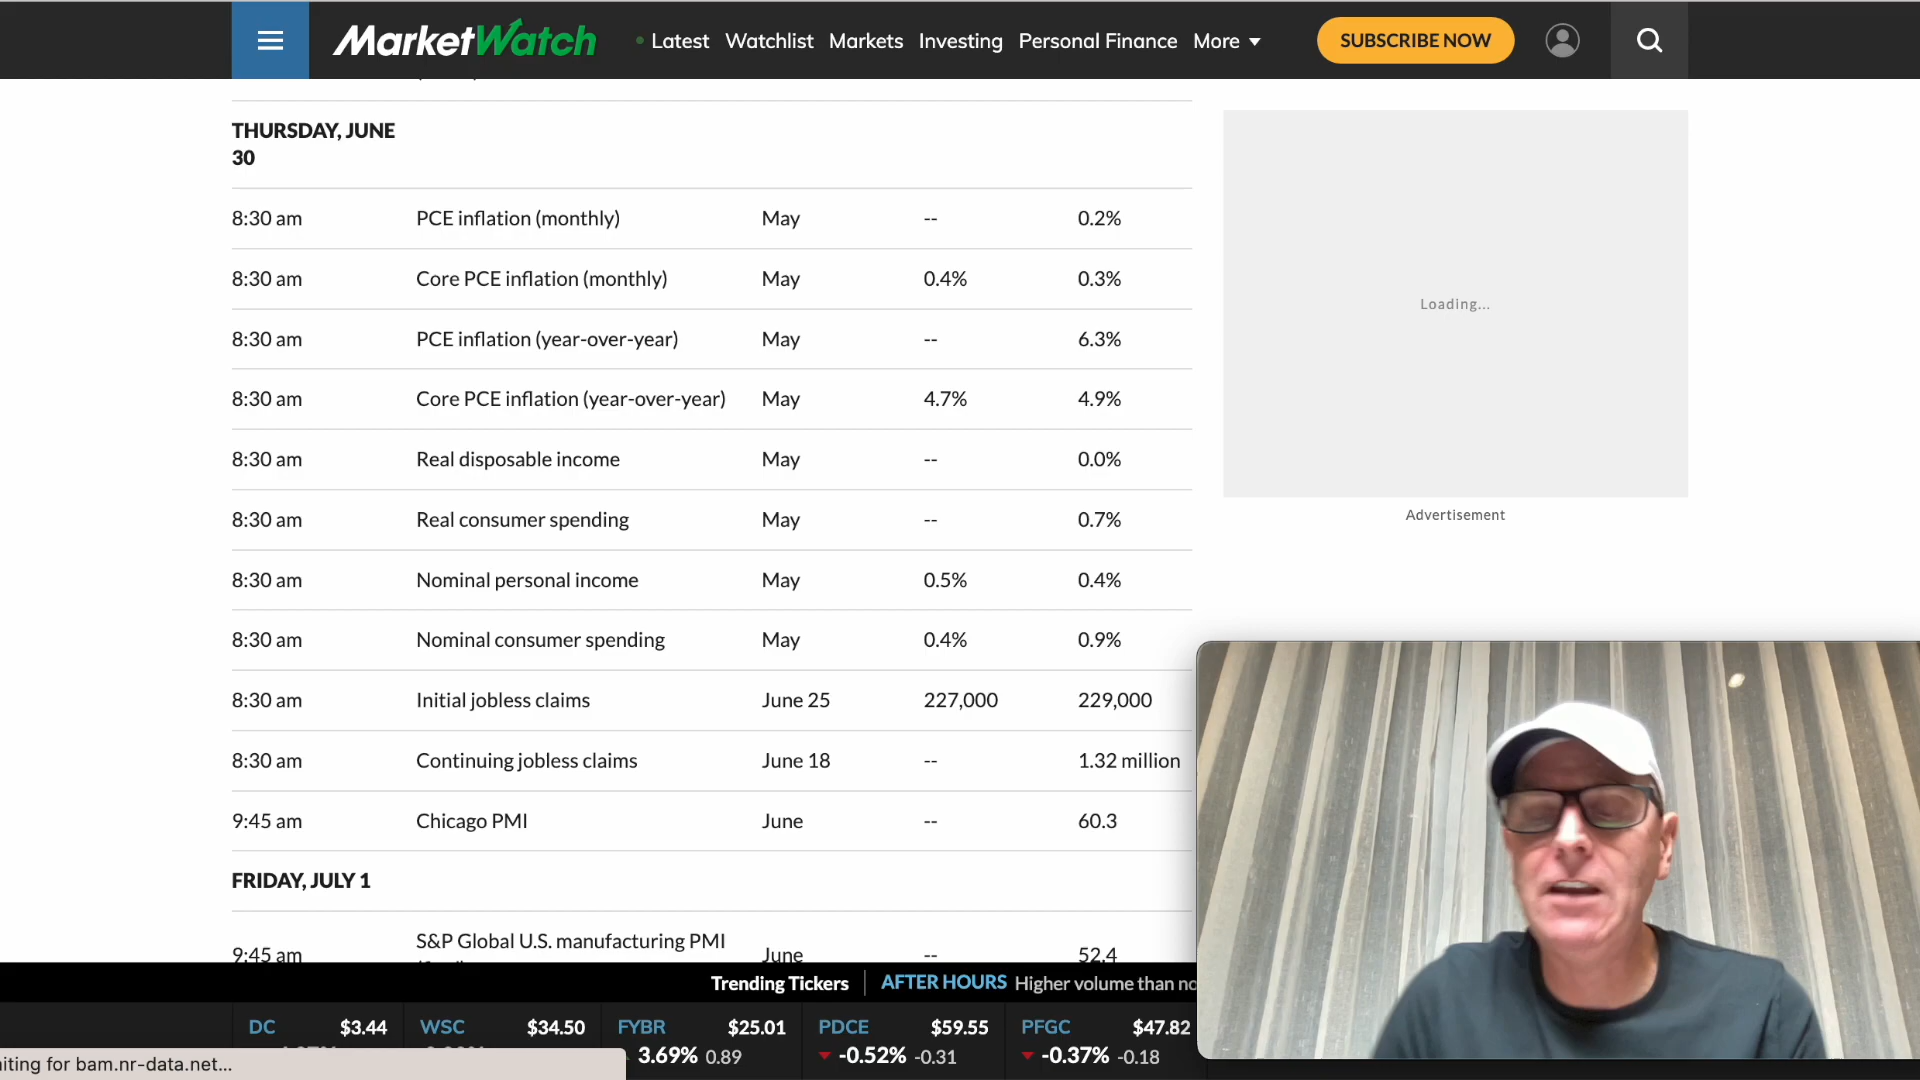 MarketWatch
Latest Watchlist Markets Investing Personal Finance More
SUBSCRIBE NOW
THURSDAY, JUNE
30
8:30 am PCE inflation (monthly) May -- 0.2%
8:30 am Core PCE inflation (monthly) May 0.4% 0.3%
8:30 am PCE inflation (year-over-year) May -- 6.3%
8:30 am Core PCE inflation (year-over-year) May 4.7% 4.9%
8:30 am Real disposable income May -- 0.0%
8:30 am Real consumer spending May -- 0.7%
8:30 am Nominal personal income May 0.5% 0.4%
8:30 am Nominal consumer spending May 0.4% 0.9%
8:30 am Initial jobless claims June 25 227,000 229,000
8:30 am Continuing jobless claims June 18 -- 1.32 million
9:45 am Chicago PMI June -- 60.3
FRIDAY, JULY 1
S&P Global U.S. manufacturing PMI
9:45 am June -- 52.4
Loading...
Advertisement
Trending Tickers AFTER HOURS Higher volume than
DC $3.44 WSC $34.50 FYBR $25.01 PDCE $59.55 PFGC $47.82
3.69% 0.89 -0.52% -0.31 -0.37% -0.18
iting for bam.nr-data.net...